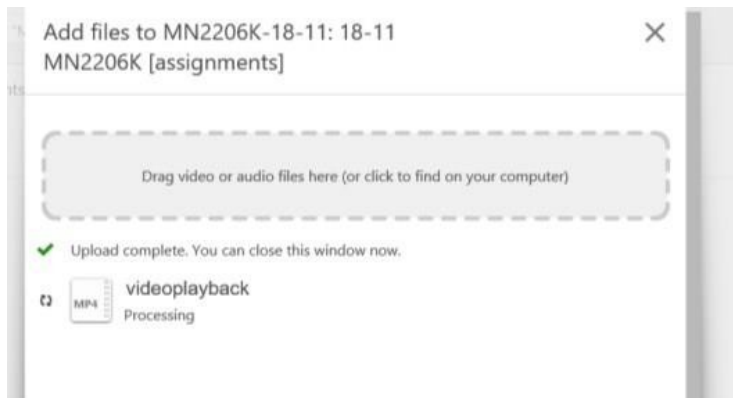 Add files to MN2206K-18-11: 18-11
MN2206K [assignments]
Drag video or audio files here (or click to find on your computer)
Upload complete. You can close this window now.
videoplayback
MP4
Processing